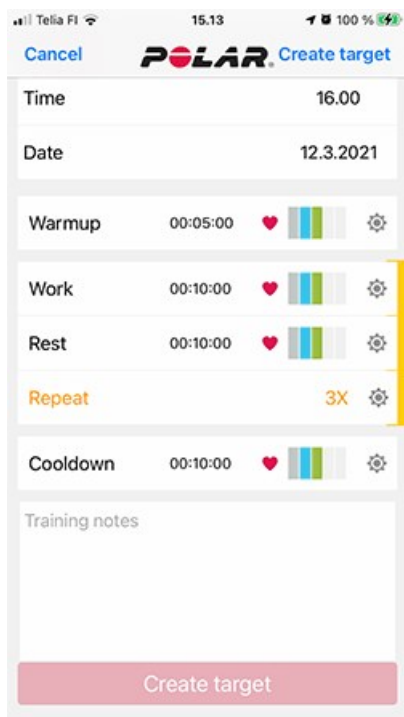 Telia FI 15.13 100 %
Cancel POLAR. Create target
Time 16.00
Date 12.3.2021
Warmup 00:05:00
Work 00:10:00
Rest 00:10:00
Repeat 3X
Cooldown 00:10:00
Training notes
Create target